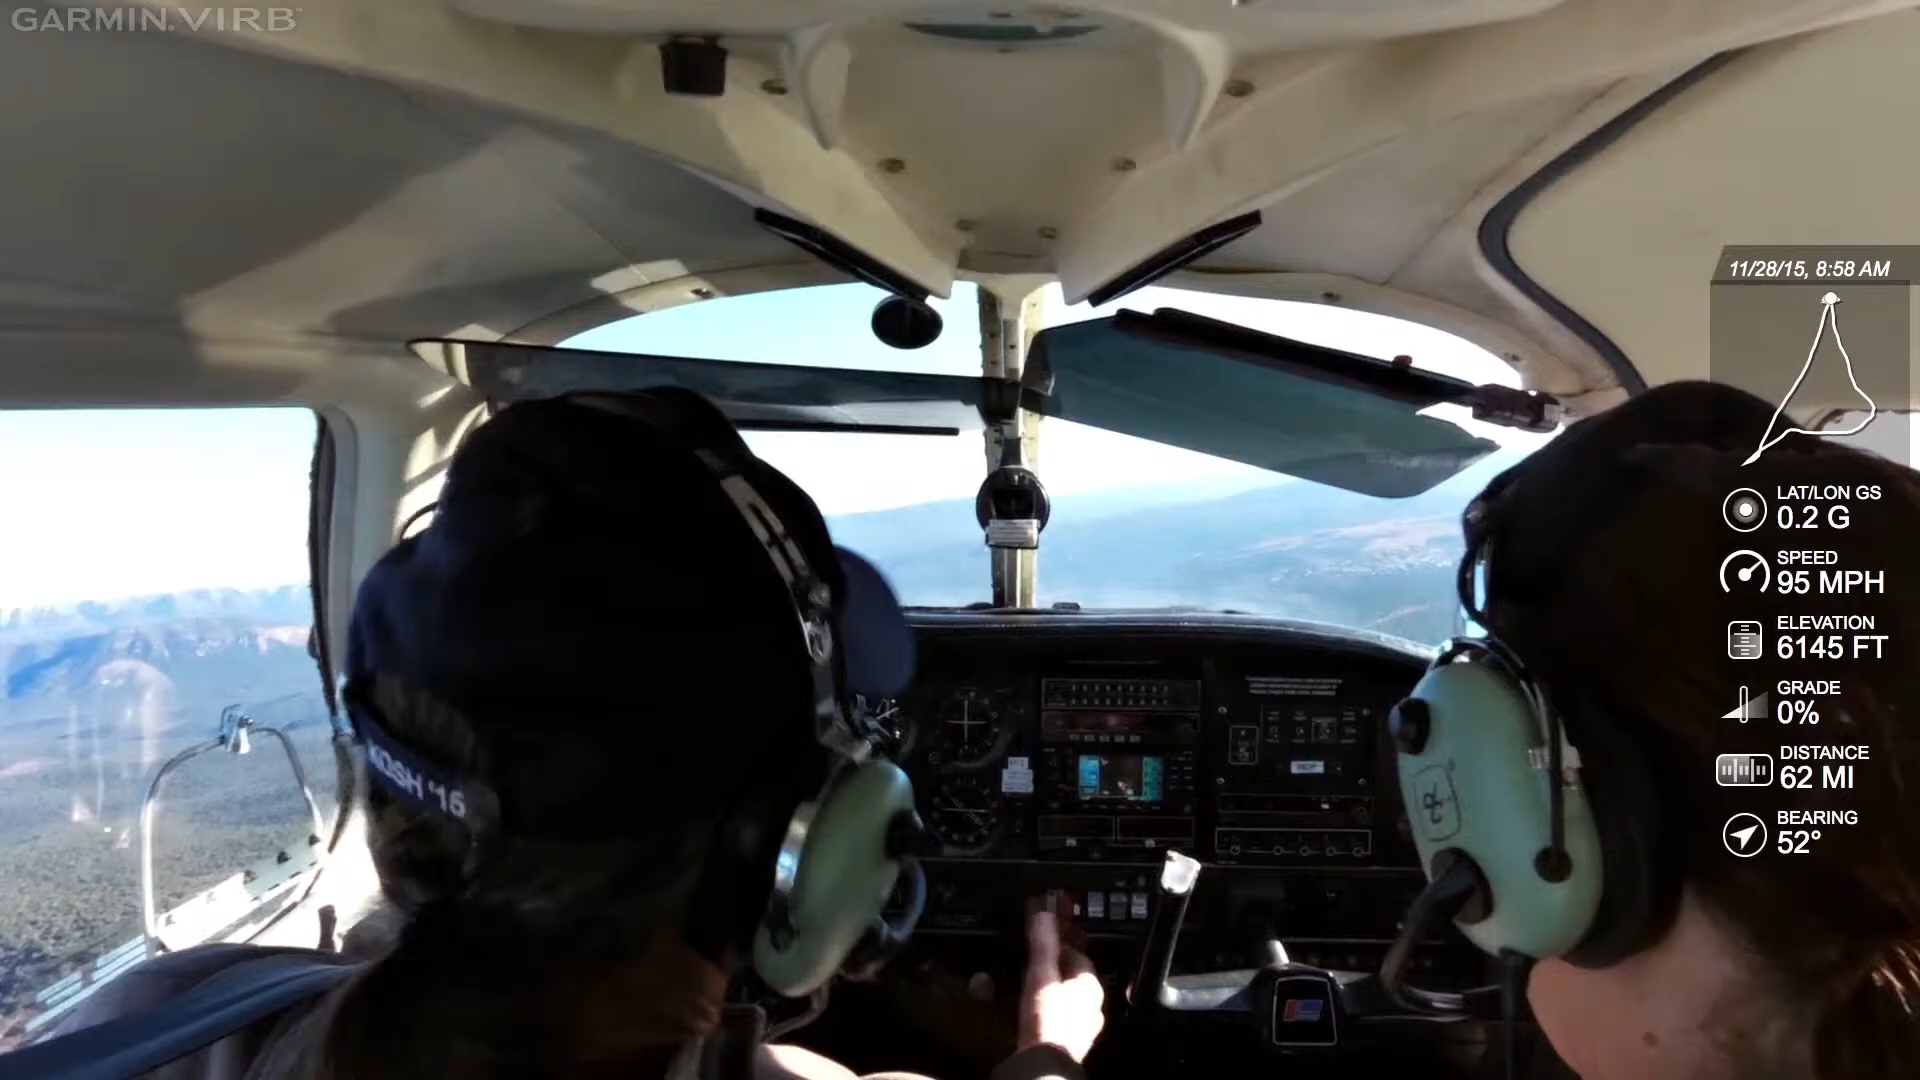 GARMIN. VIRB™
11/28/15, 8:58 AM
LAT/LON GS
0.2 G
SPEED
95 MPH
ELEVATION
6145 FT
GRADE
0%
DISTANCE
62 MI
BEARING
52°
KOSH '15